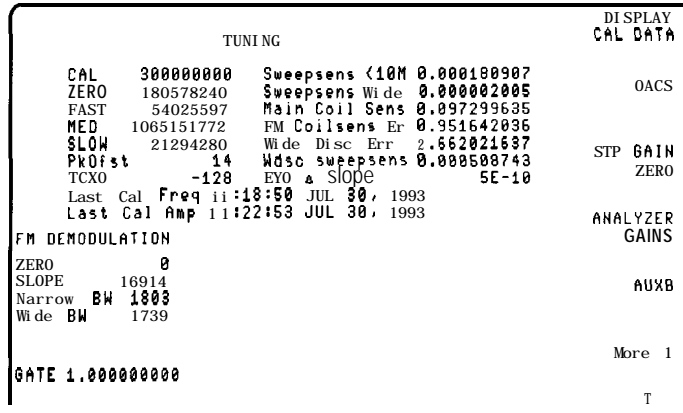 DISPLAY
TUNING
CAL DATA
CAL 300000000 Sweepsens <10M 0.000180907
ZERO 180578240 Sweepsens Wide 0.000002005
OACS
FAST 54025597 Main Coil Sens 0.097299635
MED 1065151772 FM Coilsens Er 0.951642036
SLOW 21294280 Wide Disc Err 2.662021637
STP GAIN
PkOfst 14 Wdsc sweepsens 0.000508743
ZERO
TCXO -128 EYO & Slope 5E-10
Last Cal Freq ii:18:50 JUL 30, 1993
Last Cal Amp 11:22:53 JUL 30, 1993
ANALYZER
GAINS
FM DEMODULATION
ZERO 0
SLOPE 16914
AUXB
Narrow BW 1803
Wide BW 1739
More 1
GATE 1.000000000
T